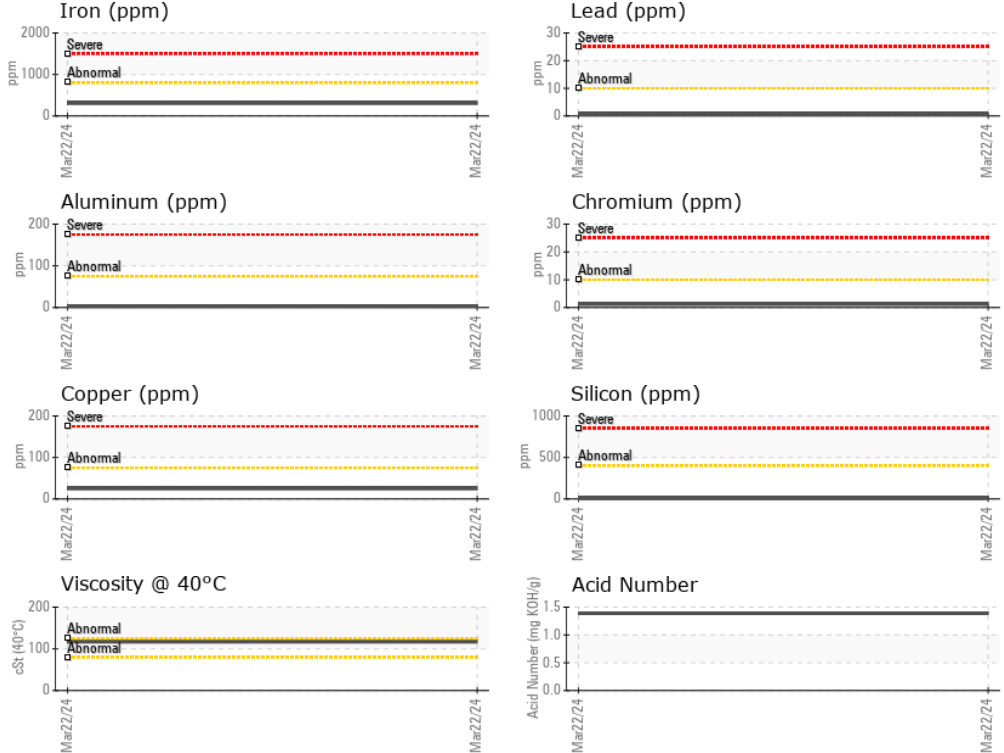 Iron (ppm)
2000
1000
0
ppm
Severe
Abnormal
Mar22/24
Mar22/24
Lead (ppm)
30
20
10
0
ppm
Severe
Abnormal
Mar22/24
Mar22/24
Aluminum (ppm)
200
100
0
ppm
Severe
Abnormal
Mar22/24
Mar22/24
Chromium (ppm)
30
20
10
0
ppm
Severe
Abnormal
Mar22/24
Mar22/24
Copper (ppm)
200
100
0
ppm
Severe
Abnormal
Mar22/24
Mar22/24
Silicon (ppm)
1000
500
0
ppm
Severe
Abnormal
Mar22/24
Mar22/24
Viscosity @ 40°C
200
100
0
cSt (40°C)
Abnormal
Abnormal
Mar22/24
Mar22/24
Acid Number
1.5
1.0
0.5
0.0
Acid Number (mg KOH/g)
Mar22/24
Mar22/24